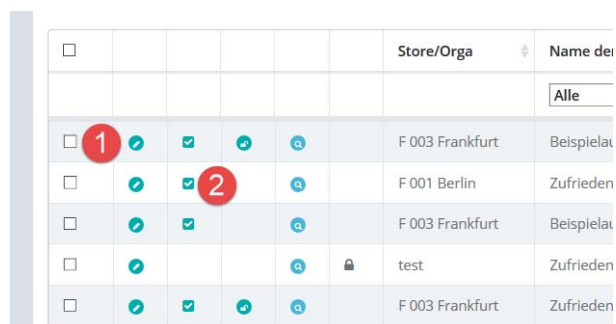 Store/Orga Name der
Alle
1 F 003 Frankfurt Beispielau
2 F 001 Berlin Zufrieden
F 003 Frankfurt Beispielau
test Zufrieden
F 003 Frankfurt Zufrieden